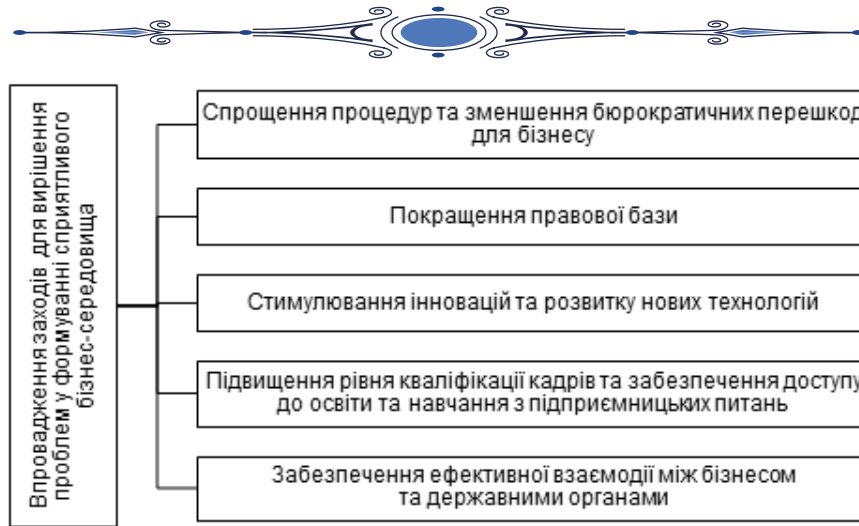 Впровадження заходів для вирішення
проблем у формуванні сприятливого
бізнес-середовища
Спрощення процедур та зменшення бюрократичних перешкод
для бізнесу
Покращення правової бази
Стимулювання інновацій та розвитку нових технологій
Підвищення рівня кваліфікації кадрів та забезпечення доступу
до освіти та навчання з підприємницьких питань
Забезпечення ефективної взаємодії між бізнесом
та державними органами